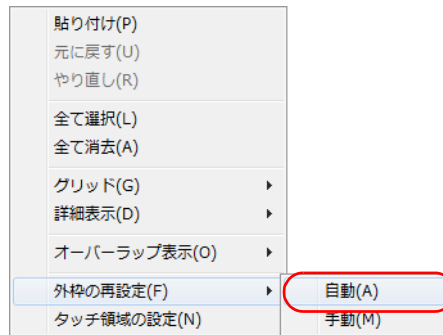 貼り付け(P)
元に戻す(U)
やり直し(R)
全て選択(L)
全て消去(A)
グリッド(G)
詳細表示(D)
オーバーラップ表示(O)
外枠の再設定(F)
自動(A)
タッチ領域の設定(N)
手動(M)